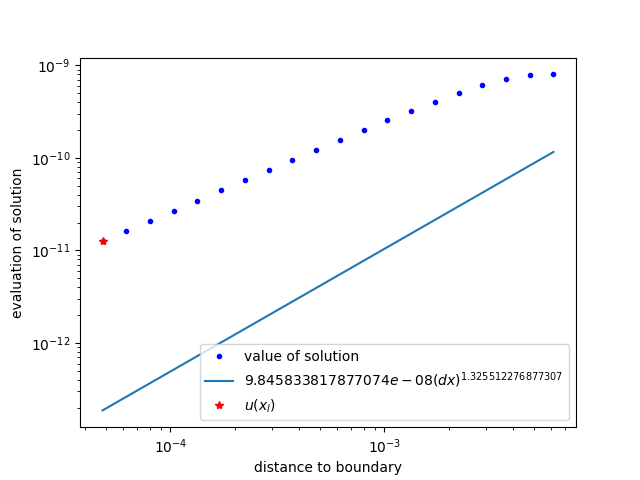 10^{-9}
10^{-10}
10^{-11}
10^{-12}
evaluation of solution
value of solution
9.845833817877074e − 08(dx)^{1.325512276877307}
u(x_l)
10^{-4} 10^{-3}
distance to boundary